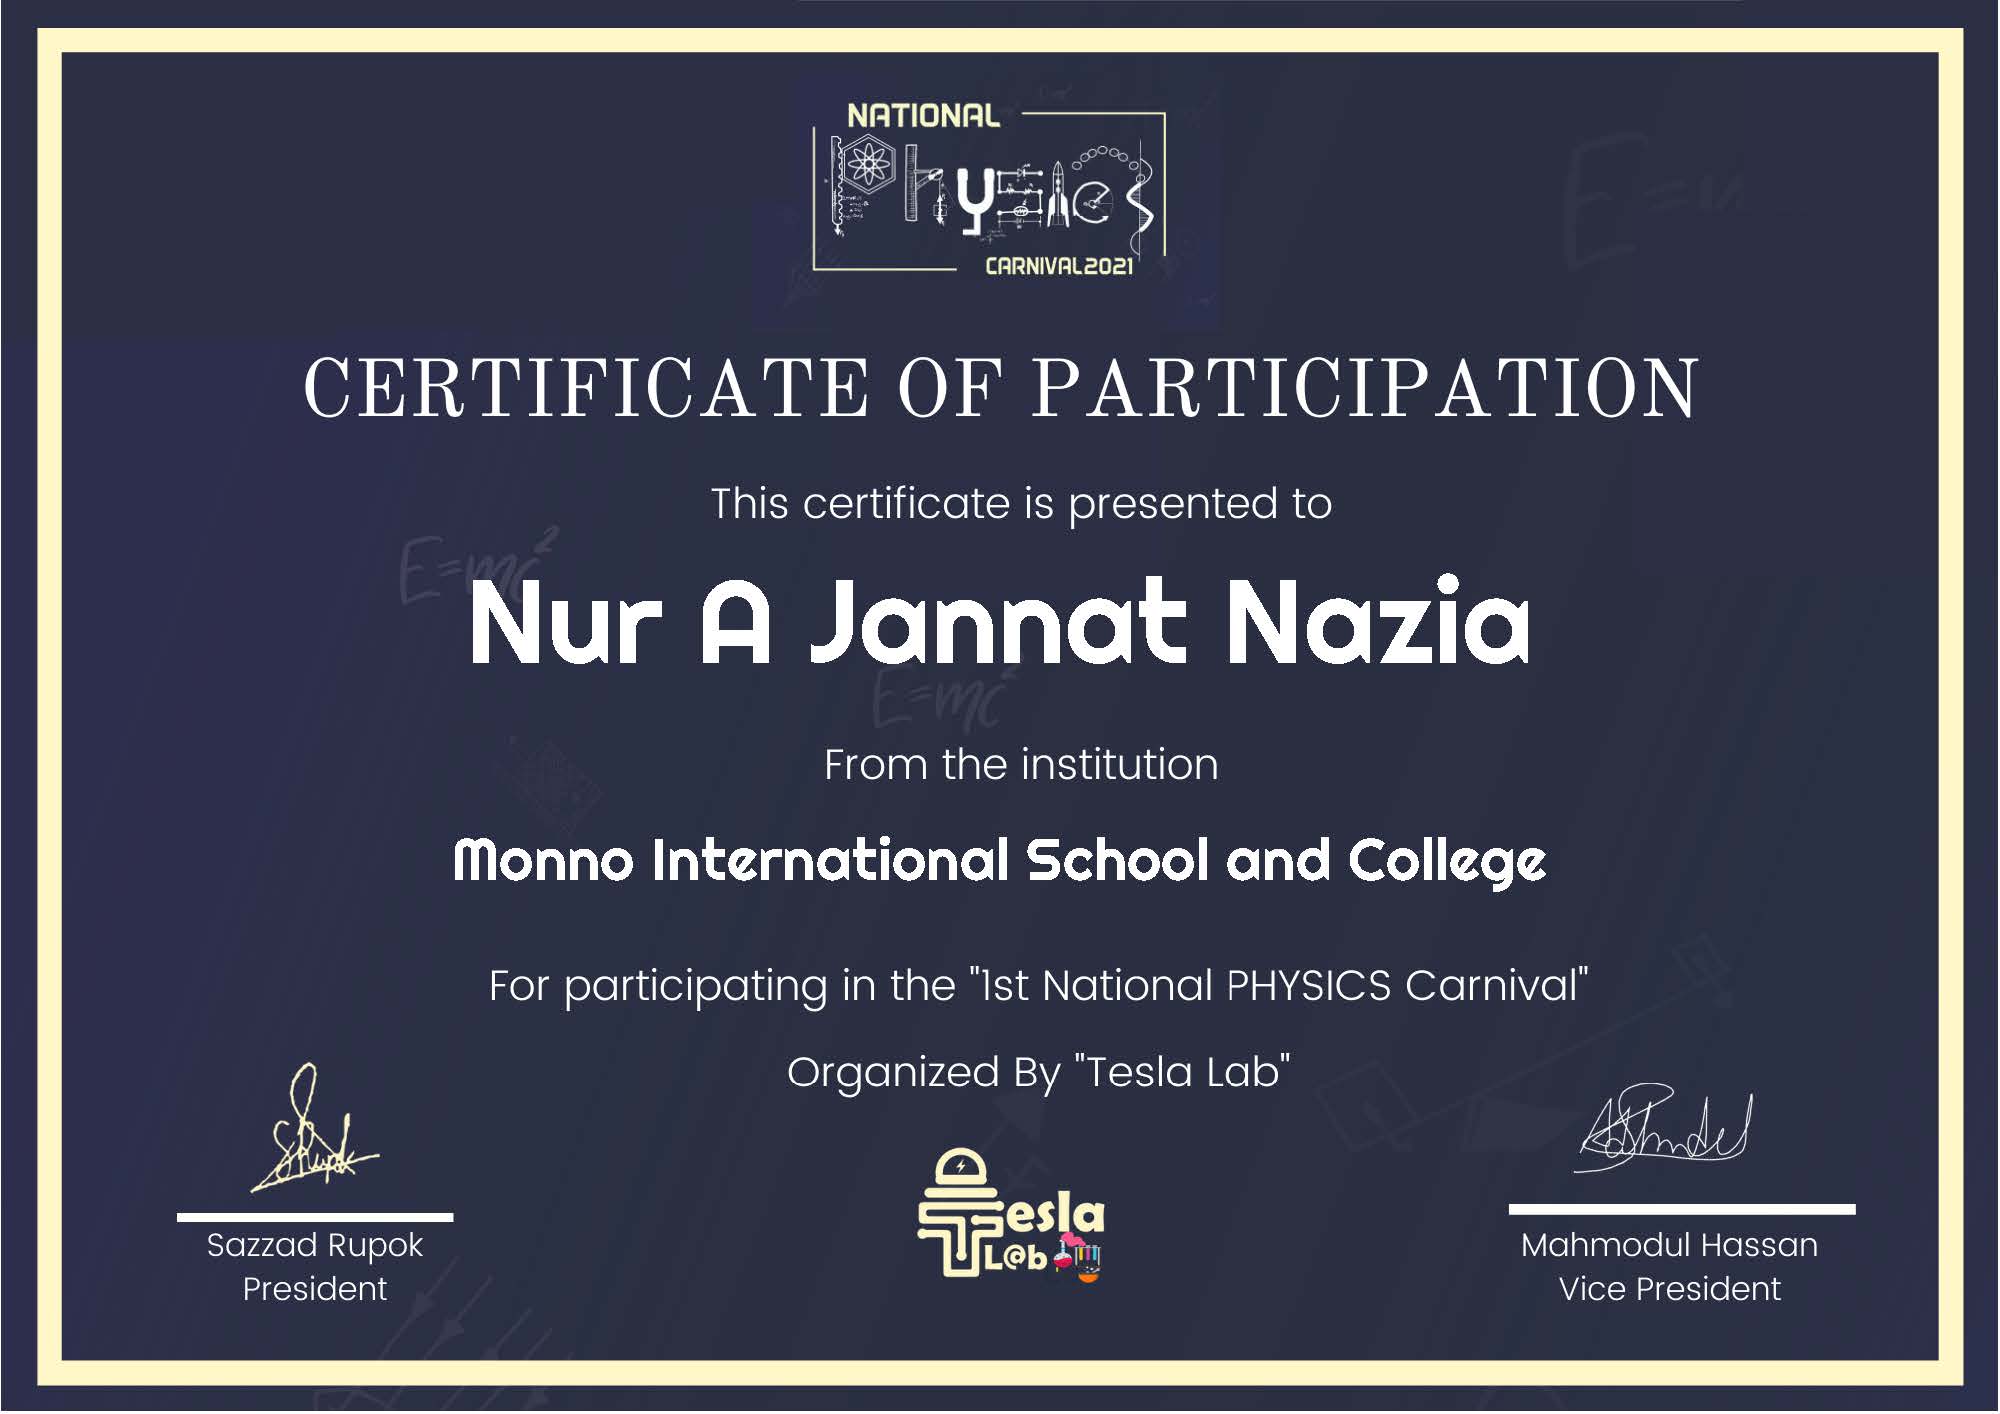 NATIONAL
Physics
CARNIVAL2021
CERTIFICATE OF PARTICIPATION
This certificate is presented to
E=mc²
Nur A Jannat Nazia
E=mc²
From the institution
Monno International School and College
For participating in the "1st National PHYSICS Carnival"
Organized By "Tesla Lab"
Tesla
L@b
Sazzad Rupok
President
Mahmodul Hassan
Vice President